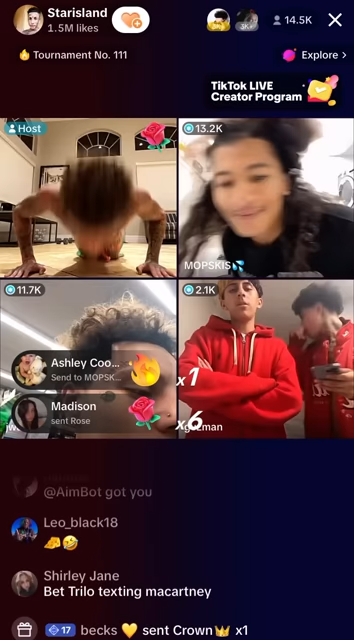 Starisland
1.5M likes
3K+
14.5K
Tournament No. 111
Explore >
TikTok LIVE
Creator Program
Host
13.2K
MOPSKIS💦
11.7K
2.1K
Ashley Coo...
Send to MOPSK...
x1
Madison
sent Rose
x6
@AimBot got you
Leo_black18
🧈🤣
Shirley Jane
Bet Trilo texting macartney
17 becks 💛 sent Crown 👑 x1